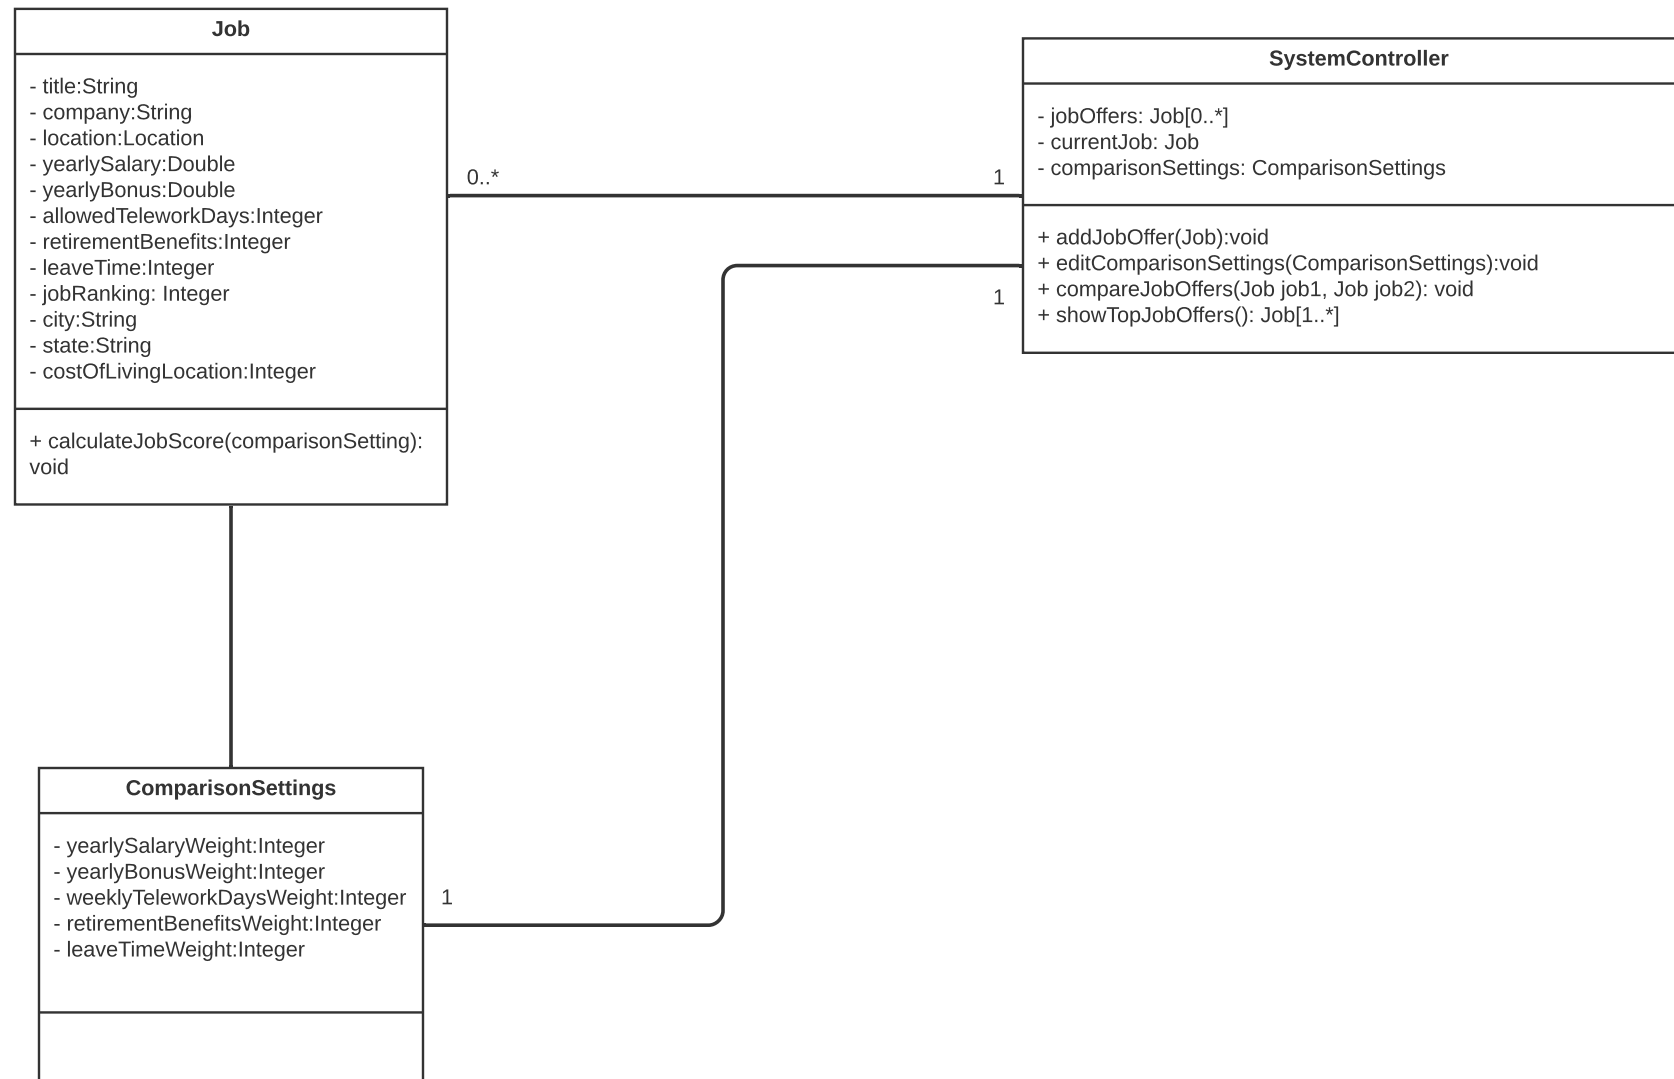 Job
- title:String
- company:String
- location:Location
- yearlySalary:Double
- yearlyBonus:Double
- allowedTeleworkDays:Integer
- retirementBenefits:Integer
- leaveTime:Integer
- jobRanking: Integer
- city:String
- state:String
- costOfLivingLocation:Integer
+ calculateJobScore(comparisonSetting):
void
0..*
1
SystemController
- jobOffers: Job[0..*]
- currentJob: Job
- comparisonSettings: ComparisonSettings
+ addJobOffer(Job):void
+ editComparisonSettings(ComparisonSettings):void
+ compareJobOffers(Job job1, Job job2): void
+ showTopJobOffers(): Job[1..*]
1
ComparisonSettings
- yearlySalaryWeight:Integer
- yearlyBonusWeight:Integer
- weeklyTeleworkDaysWeight:Integer
- retirementBenefitsWeight:Integer
- leaveTimeWeight:Integer
1